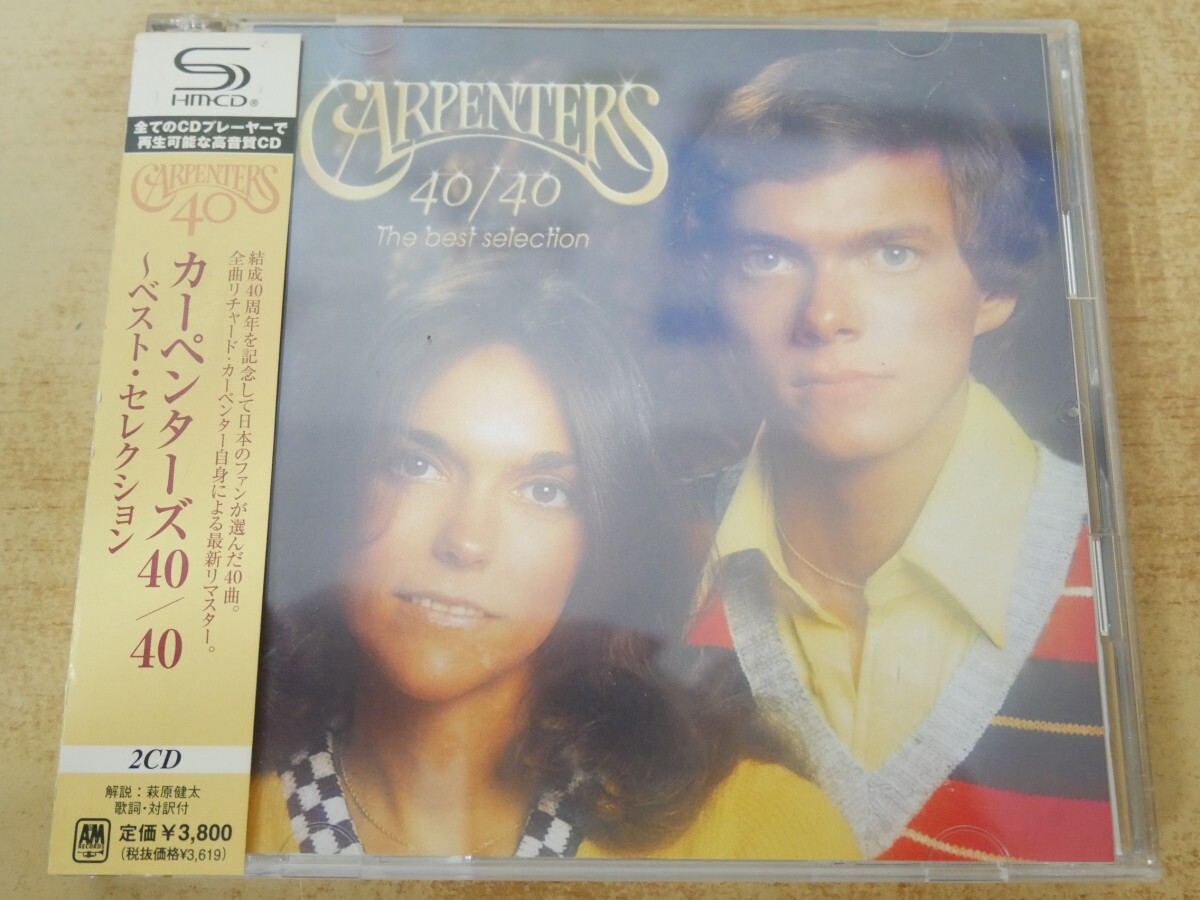 SHM-CD®
全てのCDプレーヤーで
再生可能な高音質CD
CARPENTERS
40
結成40周年を記念して日本のファンが選んだ40曲。
全曲リチャード・カーペンター自身による最新リマスター。
カーペンターズ 40／40
〜ベスト・セレクション
2CD
解説：萩原健太
歌詞・対訳付
A&M
RECORDS
定価￥3,800
(税抜価格¥3,619)
CARPENTERS
40/40
The best selection